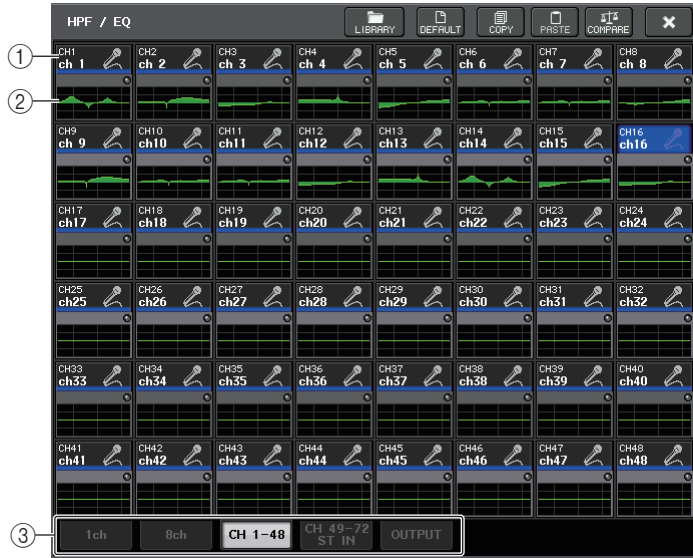 HPF / EQ
LIBRARY DEFAULT COPY PASTE COMPARE
① CH1 CH2 CH3 CH4 CH5 CH6 CH7 CH8
ch 1 ch 2 ch 3 ch 4 ch 5 ch 6 ch 7 ch 8
②
CH9 CH10 CH11 CH12 CH13 CH14 CH15 CH16
ch 9 ch10 ch11 ch12 ch13 ch14 ch15 ch16
CH17 CH18 CH19 CH20 CH21 CH22 CH23 CH24
ch17 ch18 ch19 ch20 ch21 ch22 ch23 ch24
CH25 CH26 CH27 CH28 CH29 CH30 CH31 CH32
ch25 ch26 ch27 ch28 ch29 ch30 ch31 ch32
CH33 CH34 CH35 CH36 CH37 CH38 CH39 CH40
ch33 ch34 ch35 ch36 ch37 ch38 ch39 ch40
CH41 CH42 CH43 CH44 CH45 CH46 CH47 CH48
ch41 ch42 ch43 ch44 ch45 ch46 ch47 ch48
③ 1ch 8ch CH 1-48 CH 49-72 OUTPUT
ST IN